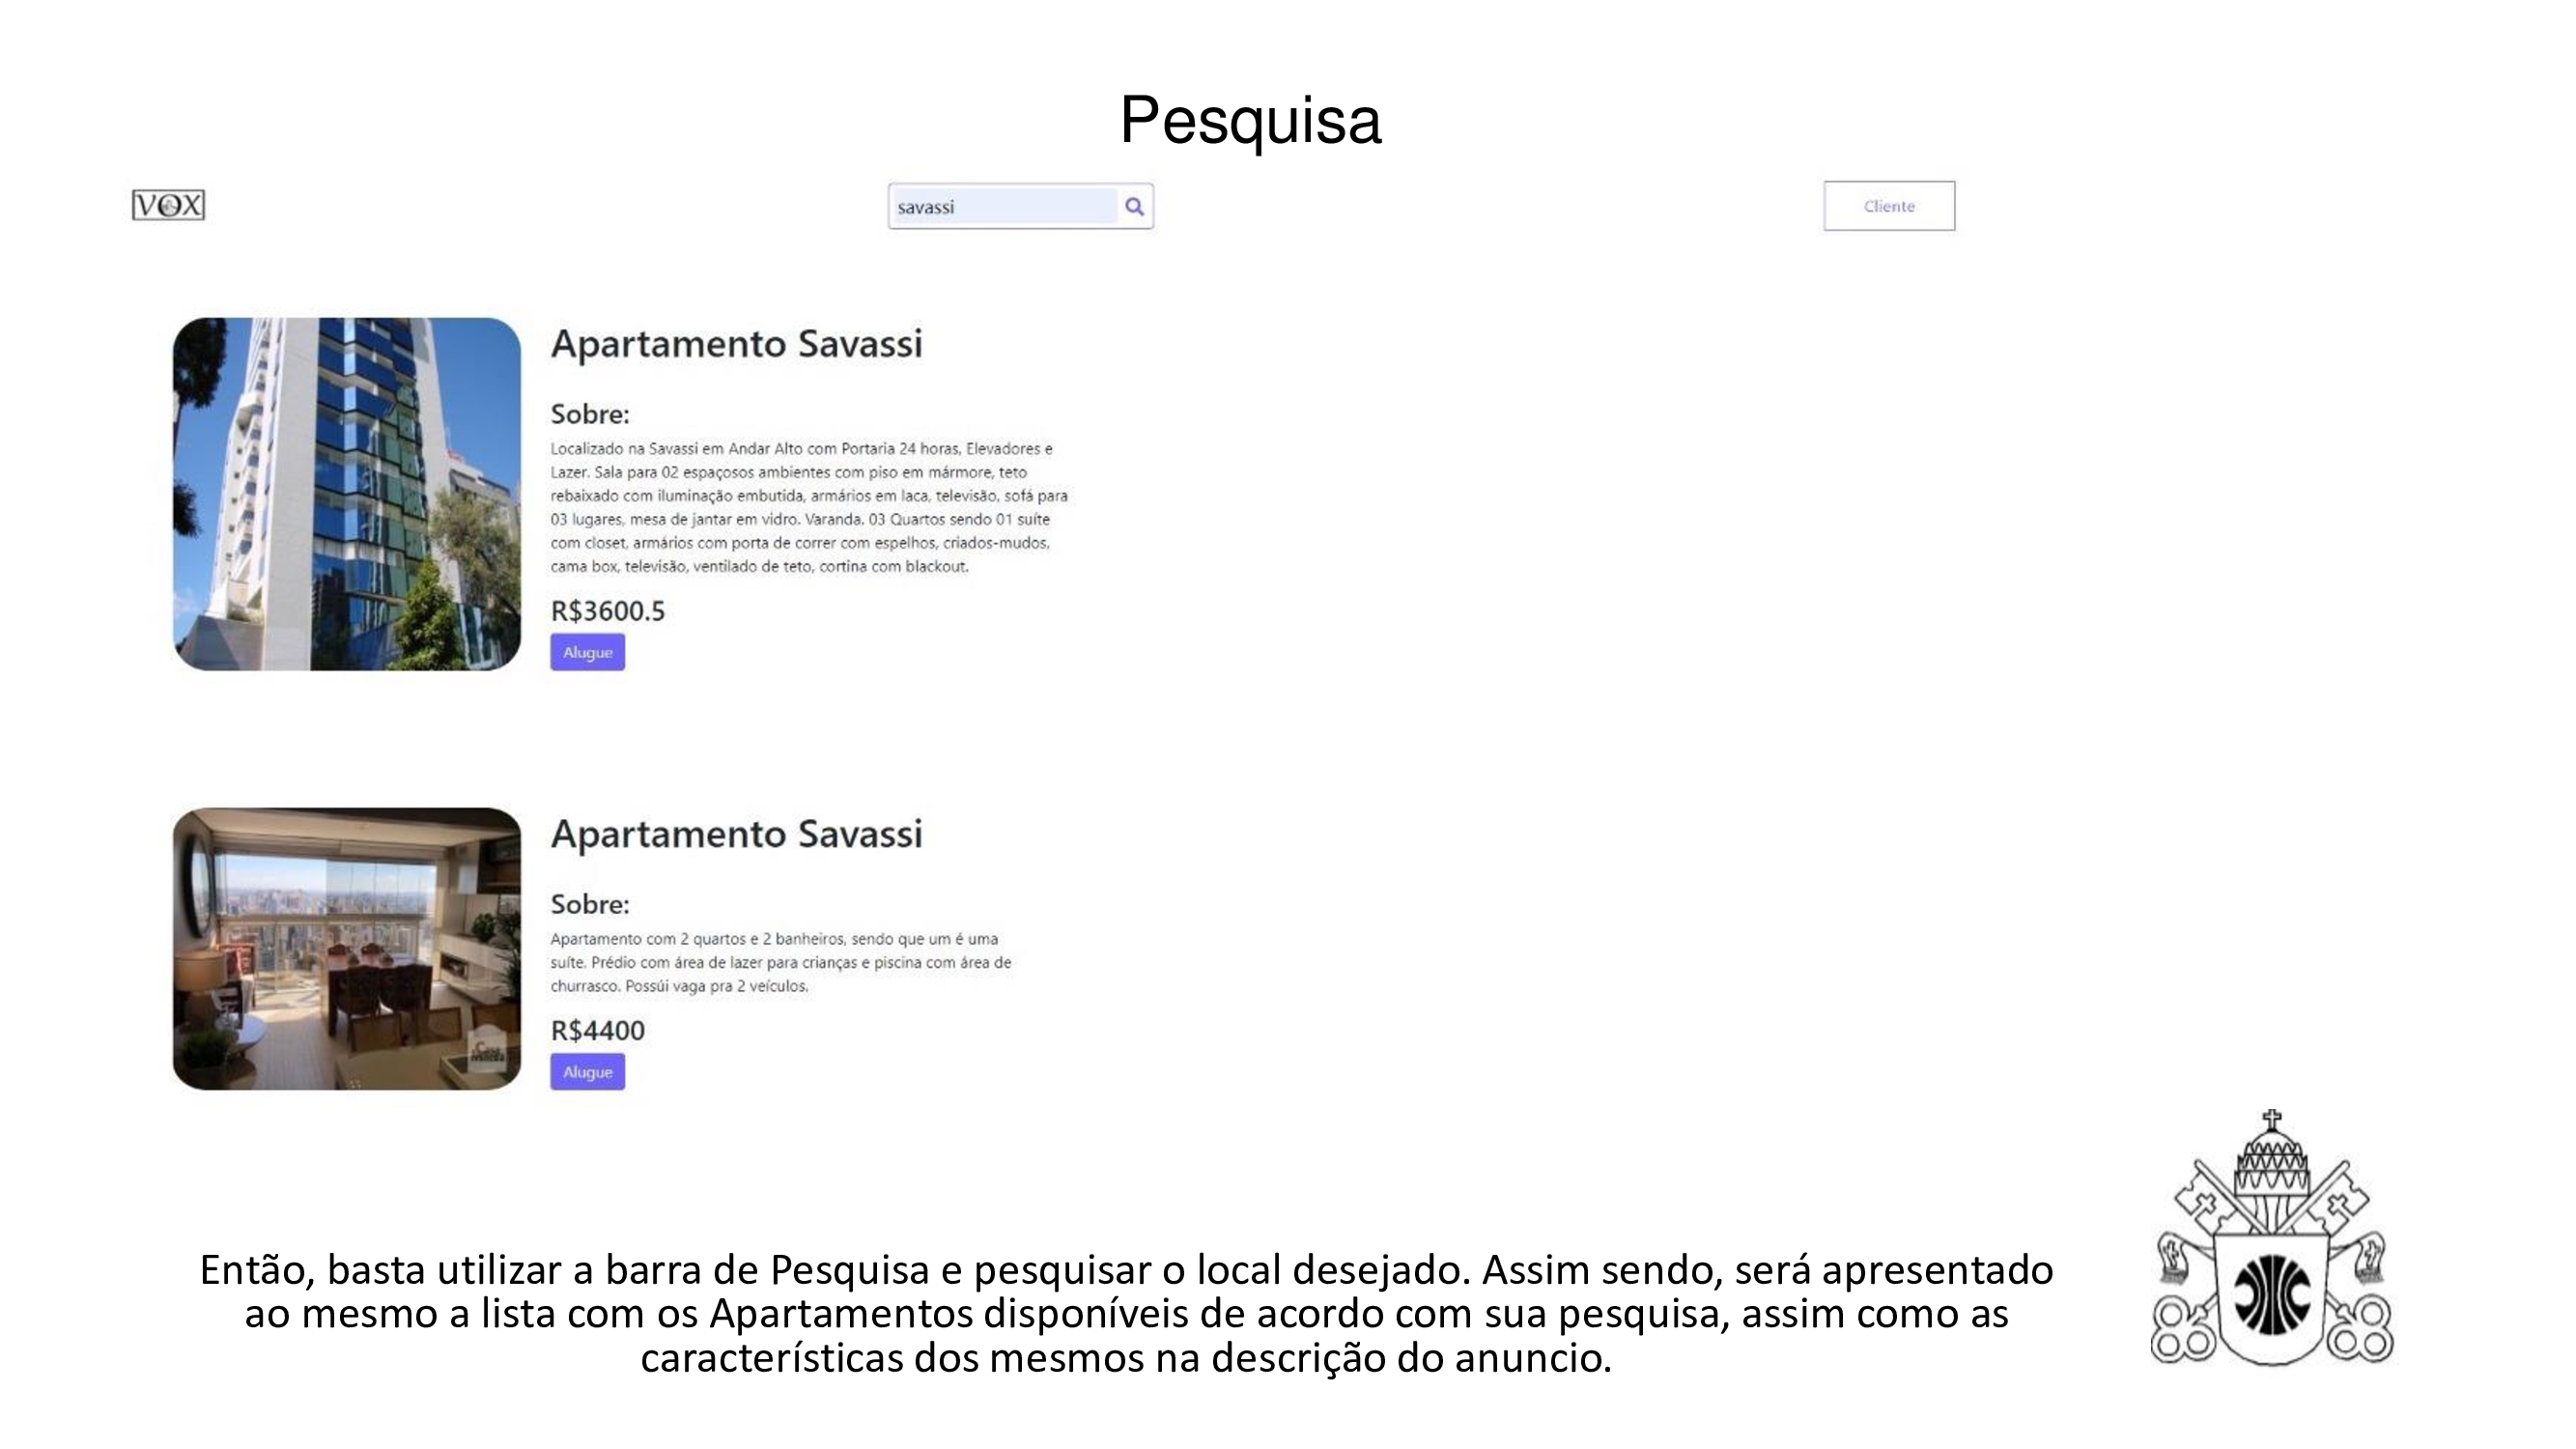 Pesquisa
VOX
savassi
Cliente
Apartamento Savassi
Sobre:
Localizado na Savassi em Andar Alto com Portaria 24 horas, Elevadores e
Lazer. Sala para 02 espaçosos ambientes com piso em mármore, teto
rebaixado com iluminação embutida, armários em laca, televisão, sofá para
03 lugares, mesa de jantar em vidro. Varanda. 03 Quartos sendo 01 suíte
com closet, armários com porta de correr com espelhos, criados-mudos,
cama box, televisão, ventilado de teto, cortina com blackout.
R$3600.5
Alugue
Apartamento Savassi
Sobre:
Apartamento com 2 quartos e 2 banheiros, sendo que um é uma
suíte. Prédio com área de lazer para crianças e piscina com área de
churrasco. Possúi vaga pra 2 veículos.
R$4400
Alugue
Então, basta utilizar a barra de Pesquisa e pesquisar o local desejado. Assim sendo, será apresentado
ao mesmo a lista com os Apartamentos disponíveis de acordo com sua pesquisa, assim como as
características dos mesmos na descrição do anuncio.